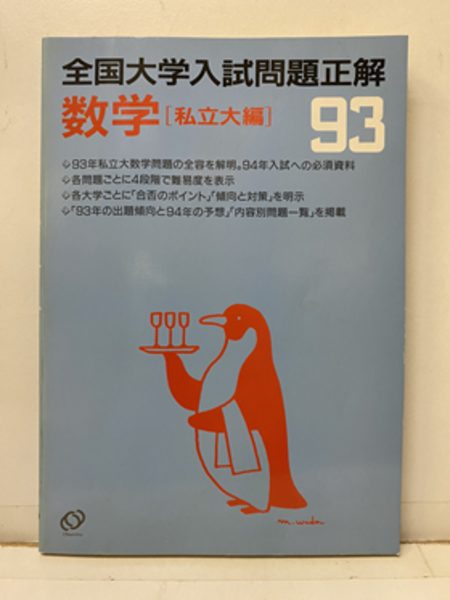 全国大学入試問題正解
数学[私立大編]
93
◇93年私立大数学問題の全容を解明。94年入試への必須資料
◇各問題ごとに4段階で難易度を表示
◇各大学ごとに「合否のポイント」「傾向と対策」を明示
◇「93年の出題傾向と94年の予想」「内容別問題一覧」を掲載
m.wada
Obunsha